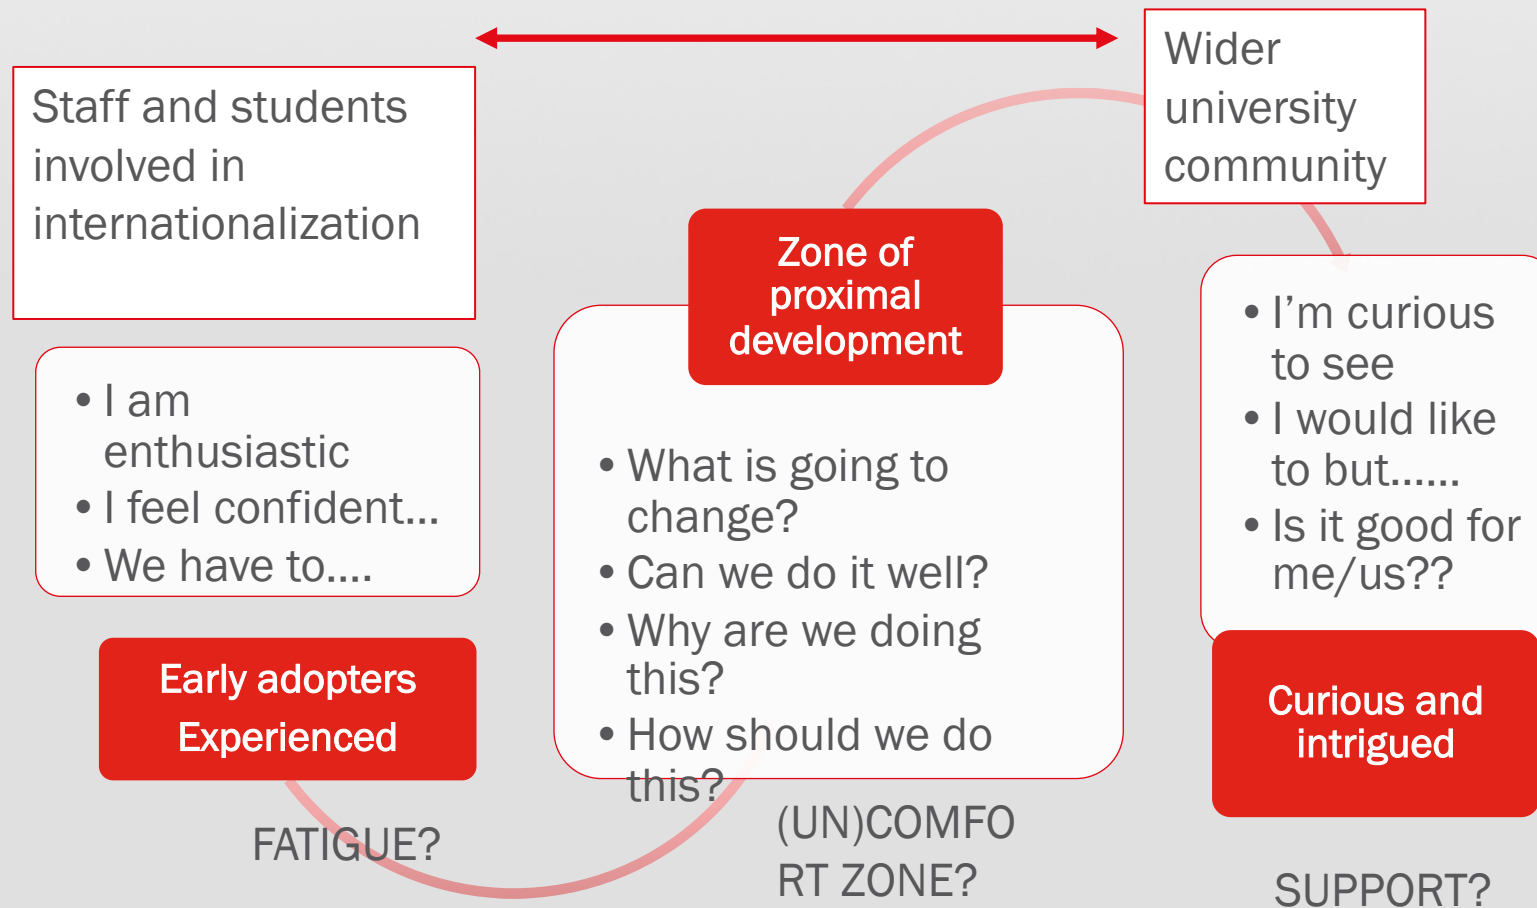 Staff and students
involved in
internationalization
Wider
university
community
• I am
enthusiastic
• I feel confident…
• We have to….
Early adopters
Experienced
FATIGUE?
Zone of
proximal
development
• What is going to
change?
• Can we do it well?
• Why are we doing
this?
• How should we do
this?
(UN)COMFO
RT ZONE?
• I’m curious
to see
• I would like
to but......
• Is it good for
me/us??
Curious and
intrigued
SUPPORT?